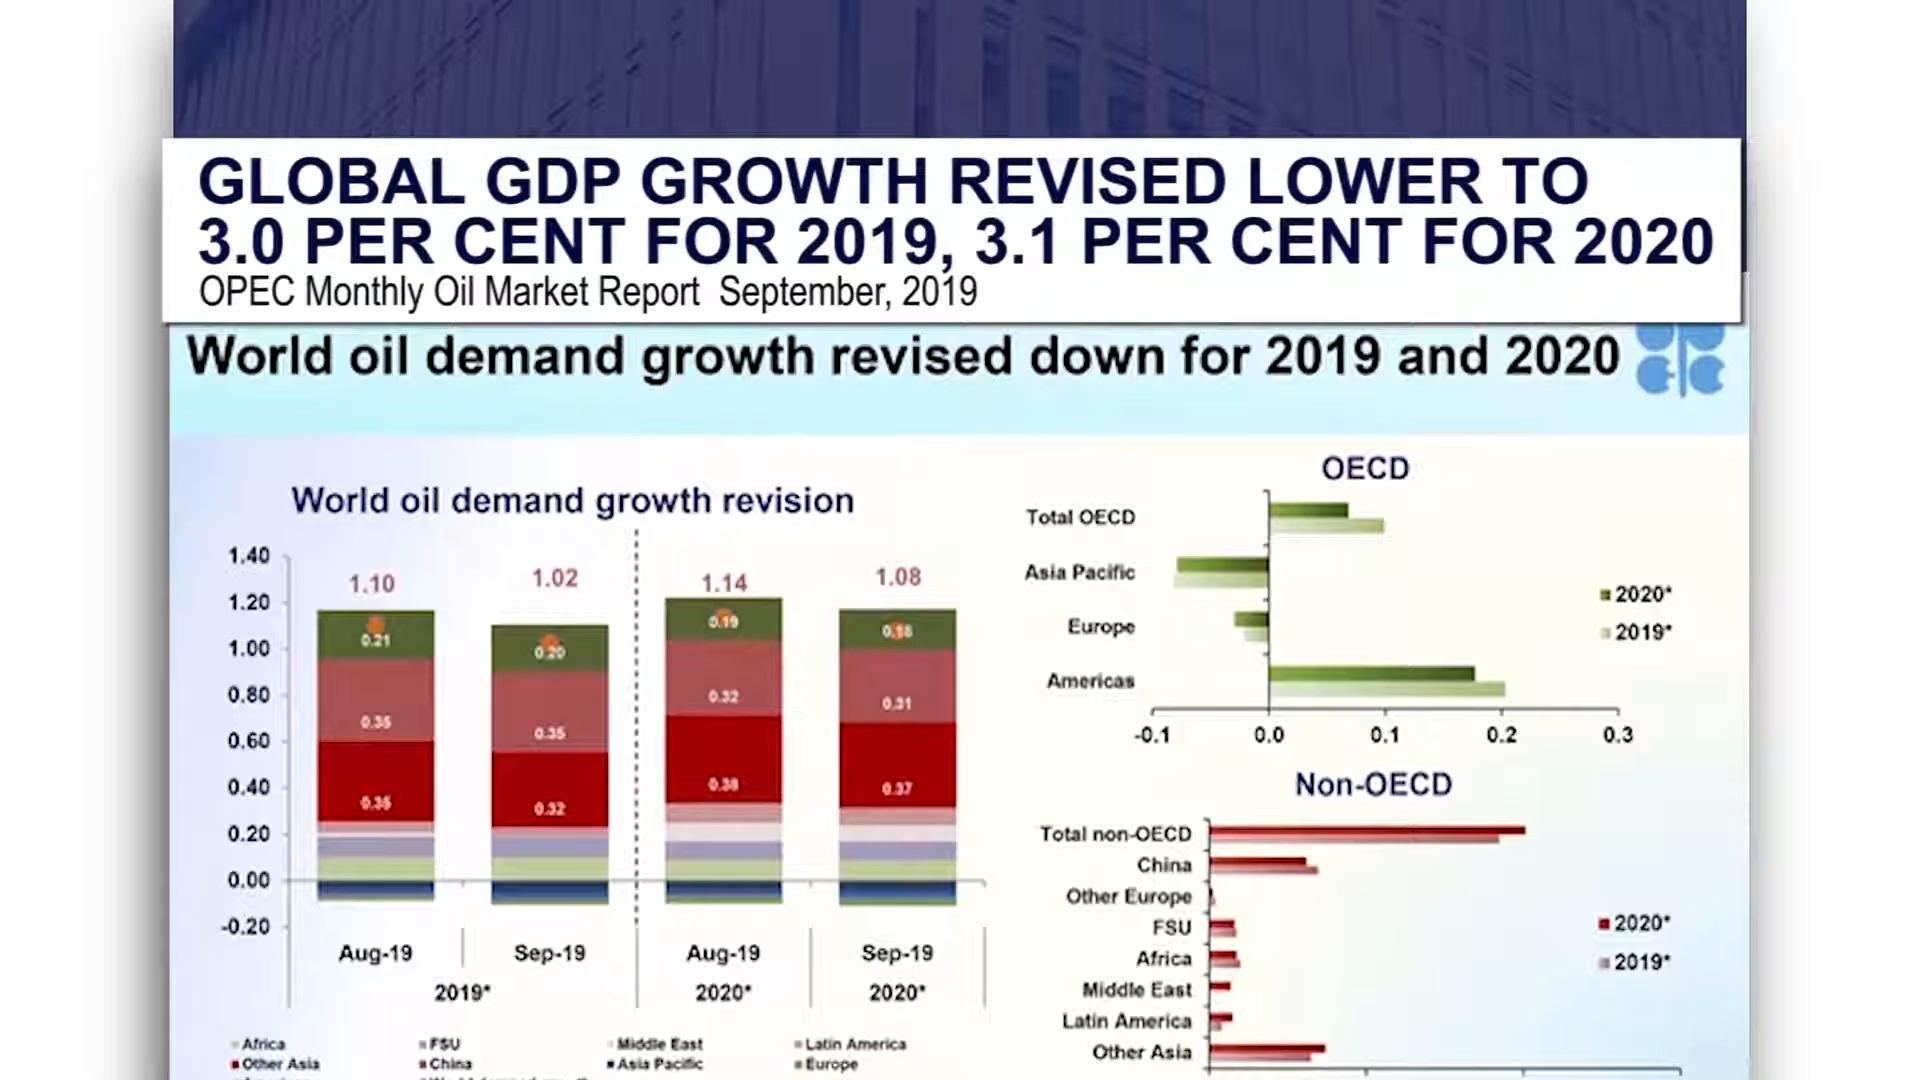 GLOBAL GDP GROWTH REVISED LOWER TO
3.0 PER CENT FOR 2019, 3.1 PER CENT FOR 2020
OPEC Monthly Oil Market Report September, 2019
World oil demand growth revised down for 2019 and 2020
World oil demand growth revision
1.40
1.20
1.00
0.80
0.60
0.40
0.20
0.00
-0.20
1.10
1.02
1.14
1.08
0.21
0.20
0.19
0.18
0.35
0.35
0.32
0.31
0.35
0.32
0.38
0.37
Aug-19
Sep-19
Aug-19
Sep-19
2019*
2020*
2020*
Africa
FSU
Middle East
Latin America
Other Asia
China
Asia Pacific
Europe
OECD
Total OECD
Asia Pacific
Europe
Americas
2020*
2019*
-0.1
0.0
0.1
0.2
0.3
Non-OECD
Total non-OECD
China
Other Europe
FSU
Africa
Middle East
Latin America
Other Asia
2020*
2019*